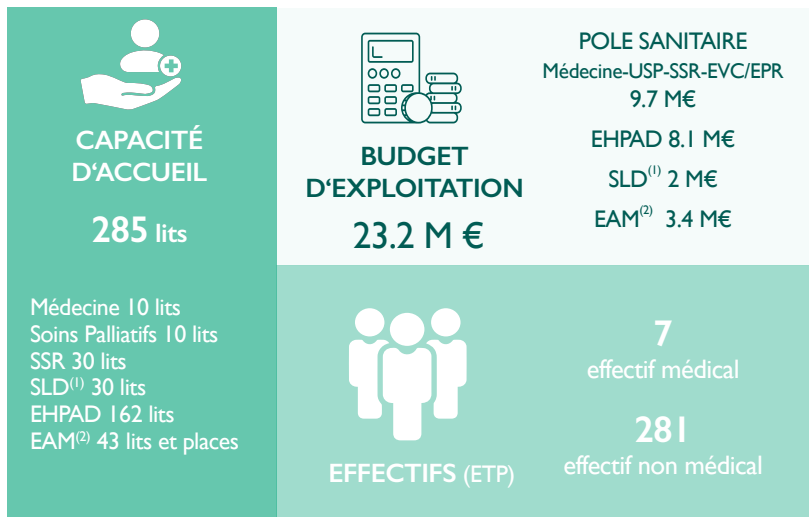 CAPACITÉ
D'ACCUEIL
285 lits
Médecine 10 lits
Soins Palliatifs 10 lits
SSR 30 lits
SLD(1) 30 lits
EHPAD 162 lits
EAM(2) 43 lits et places
BUDGET
D'EXPLOITATION
23.2 M €
POLE SANITAIRE
Médecine-USP-SSR-EVC/EPR
9.7 M€
EHPAD 8.1 M€
SLD(1) 2 M€
EAM(2) 3.4 M€
EFFECTIFS (ETP)
7
effectif médical
281
effectif non médical